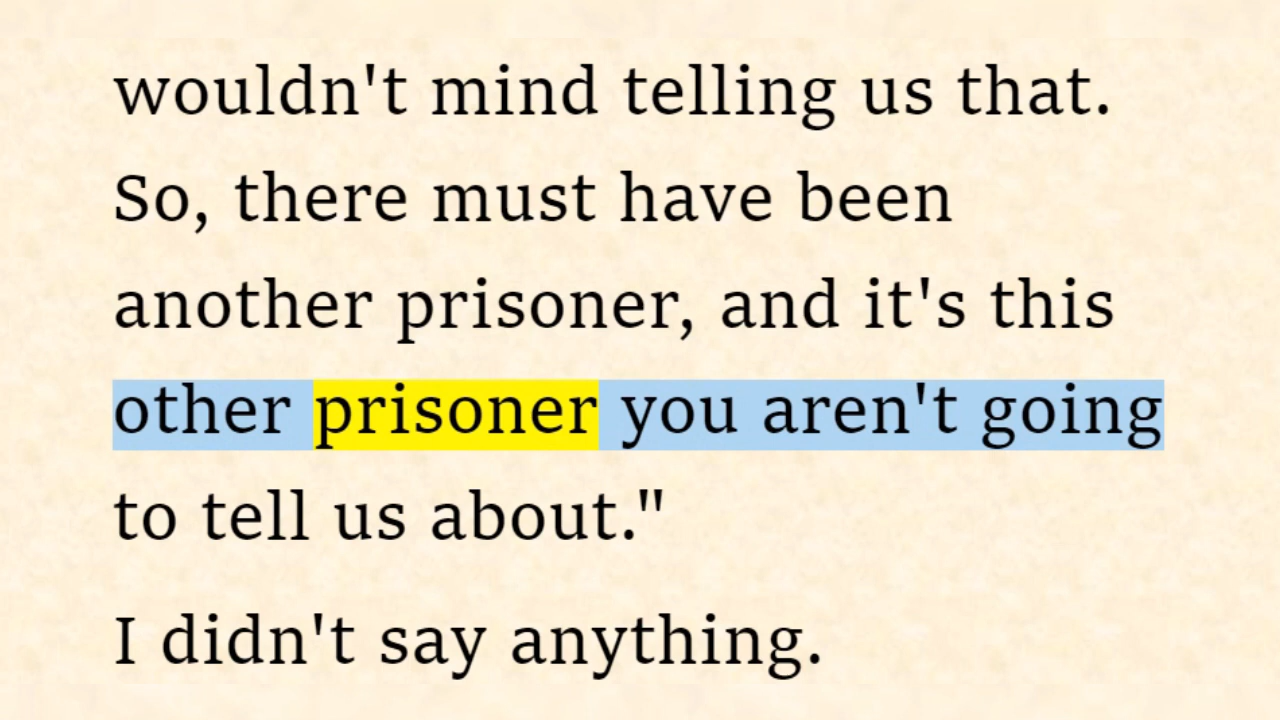 wouldn't mind telling us that.
So, there must have been
another prisoner, and it's this
other prisoner you aren't going
to tell us about."
I didn't say anything.